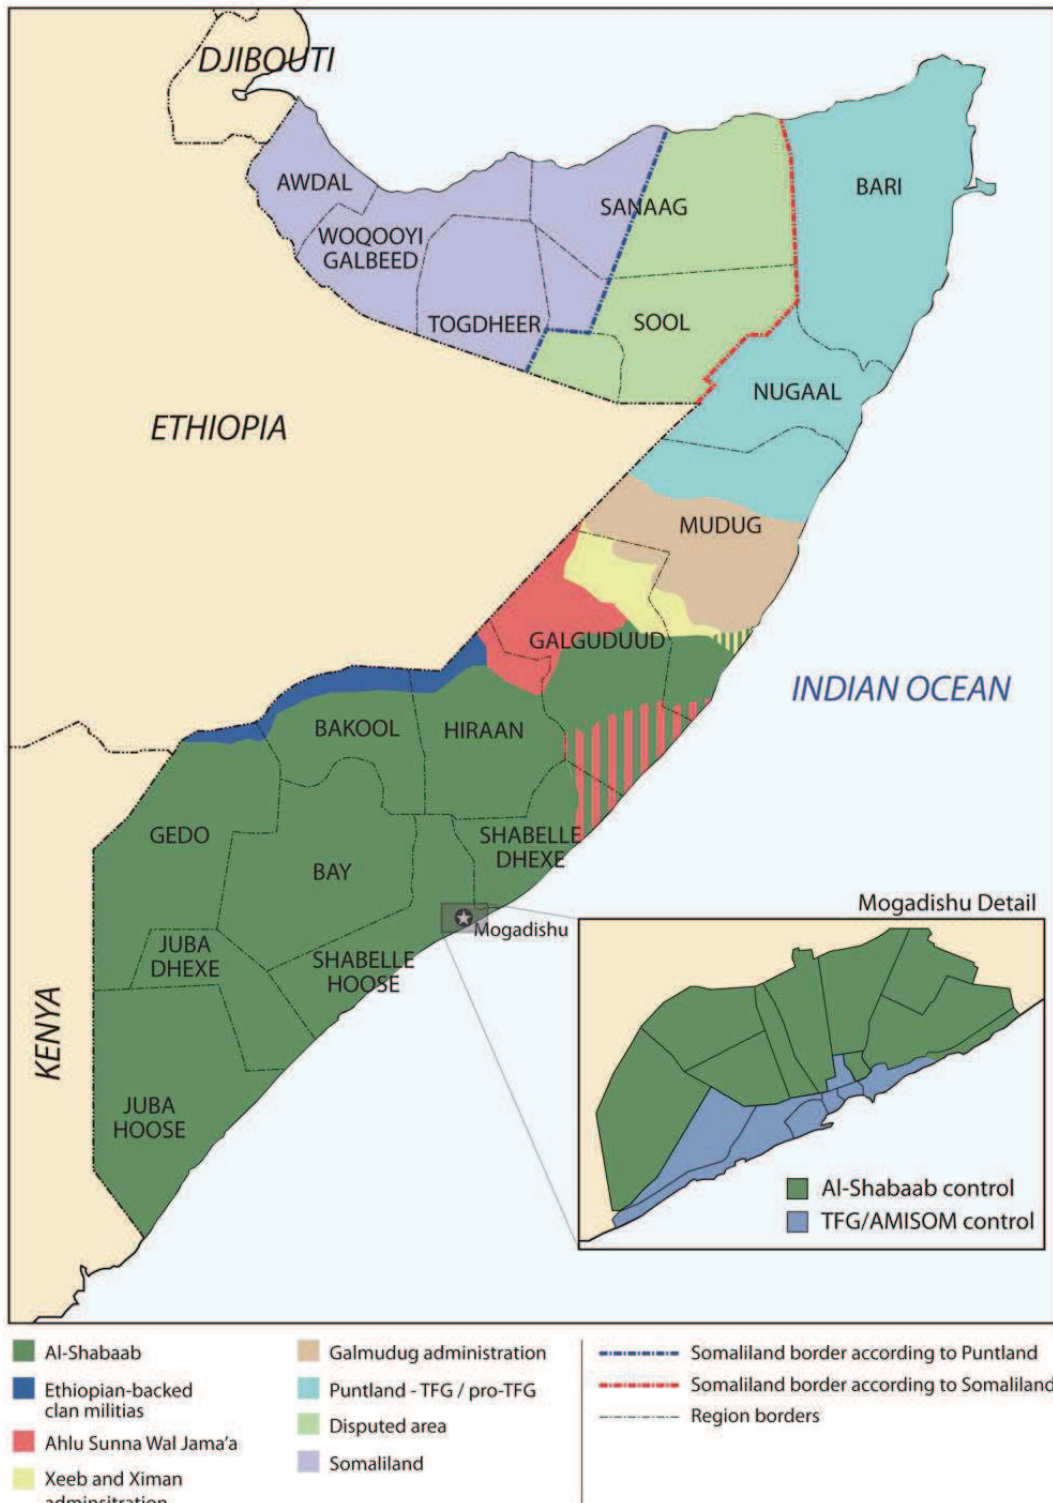 DJIBOUTI
AWDAL
BARI
SANAAG
WOQOOYI
GALBEED
TOGDHEER
SOOL
NUGAAL
ETHIOPIA
MUDUG
GALGUDUUD
INDIAN OCEAN
BAKOOL
HIRAAN
GEDO
SHABELLE
DHEXE
BAY
Mogadishu Detail
Mogadishu
JUBA
DHEXE
SHABELLE
HOOSE
KENYA
JUBA
HOOSE
Al-Shabaab control
TFG/AMISOM control
Al-Shabaab
Ethiopian-backed
clan militias
Ahlu Sunna Wal Jama'a
Xeeb and Ximan
adminsitration
Galmudug administration
Puntland - TFG / pro-TFG
Disputed area
Somaliland
Somaliland border according to Puntland
Somaliland border according to Somaliland
Region borders